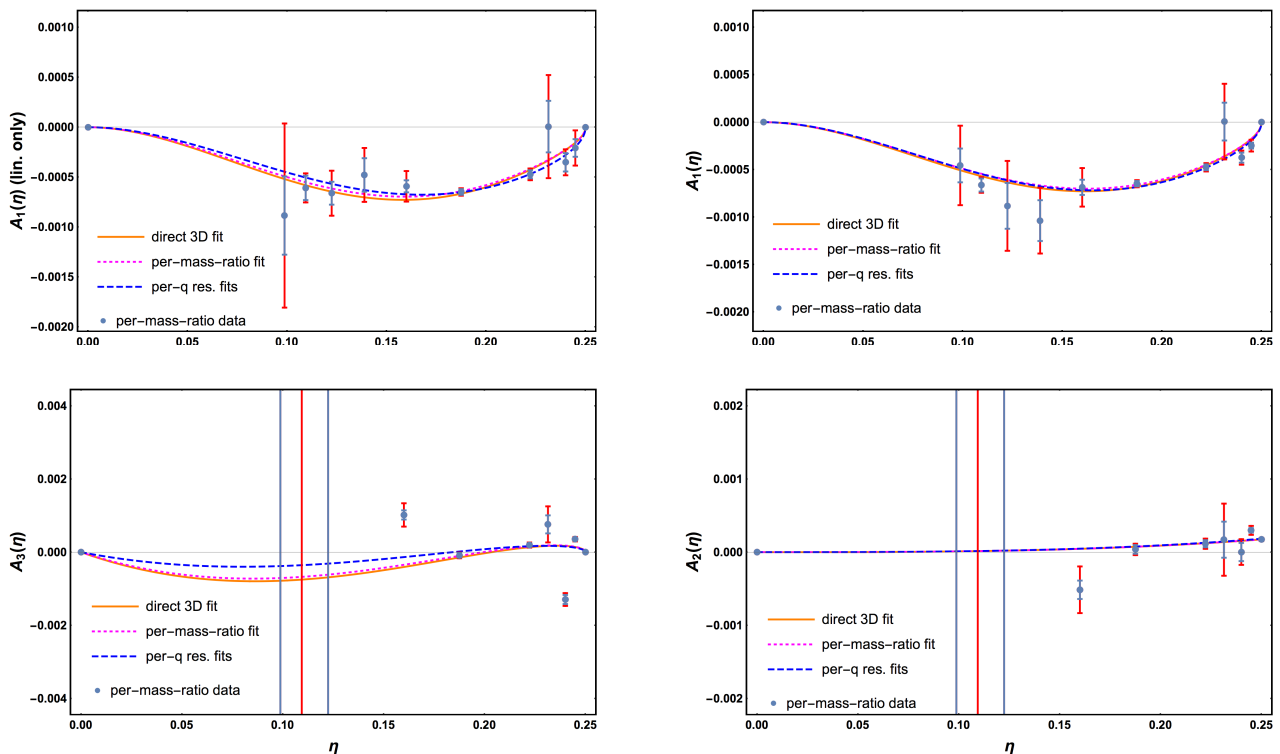 0.0010
0.0005
0.0000
−0.0005
−0.0010
−0.0015
−0.0020
A1(η) (lin. only)
direct 3D fit
per−mass−ratio fit
per−q res. fits
per−mass−ratio data
0.00 0.10 0.15 0.20 0.25
0.0010
0.0005
0.0000
−0.0005
−0.0010
−0.0015
−0.0020
A1(η)
direct 3D fit
per−mass−ratio fit
per−q res. fits
per−mass−ratio data
0.00 0.10 0.15 0.20 0.25
0.004
0.002
0.000
−0.002
−0.004
A3(η)
direct 3D fit
per−mass−ratio fit
per−q res. fits
per−mass−ratio data
0.00 0.05 0.10 0.15 0.20 0.25
η
0.002
0.001
0.000
−0.001
−0.002
A2(η)
direct 3D fit
per−mass−ratio fit
per−q res. fits
per−mass−ratio data
0.00 0.05 0.10 0.15 0.20 0.25
η